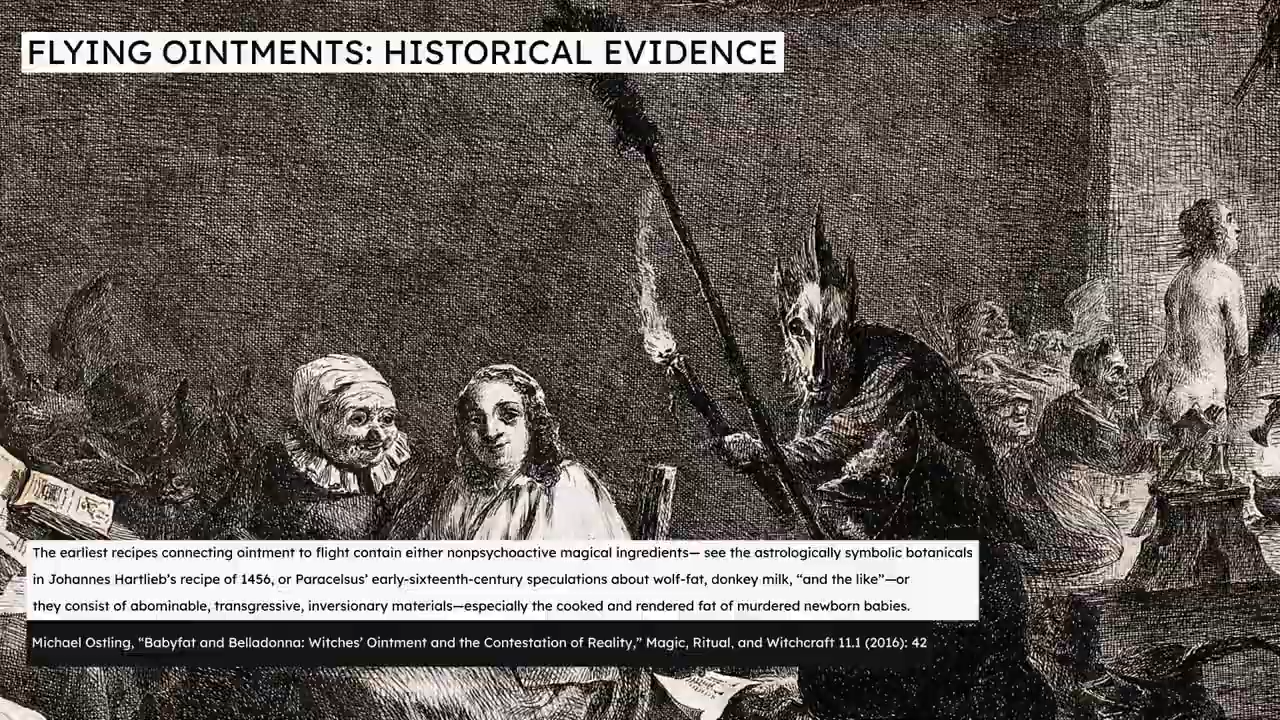 FLYING OINTMENTS: HISTORICAL EVIDENCE
The earliest recipes connecting ointment to flight contain either nonpsychoactive magical ingredients— see the astrologically symbolic botanicals
in Johannes Hartlieb's recipe of 1456, or Paracelsus' early-sixteenth-century speculations about wolf-fat, donkey milk, “and the like”—or
they consist of abominable, transgressive, inversionary materials—especially the cooked and rendered fat of murdered newborn babies.
Michael Ostling, “Babyfat and Belladonna: Witches' Ointment and the Contestation of Reality,” Magic, Ritual, and Witchcraft 11.1 (2016): 42